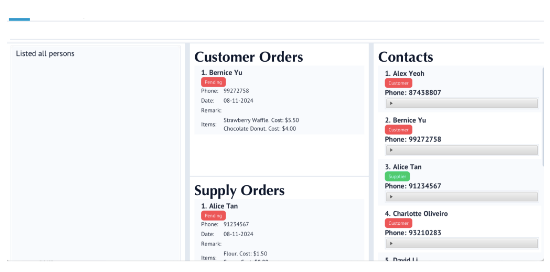 Listed all persons
Customer Orders
1. Bernice Yu
Pending
Phone: 99272758
Date: 08-11-2024
Remark:
Items: Strawberry Waffle, Cost: $5.50
Chocolate Donut, Cost: $4.00
Supply Orders
1. Alice Tan
Pending
Phone: 91234567
Date: 08-11-2024
Remark:
Items: Flour, Cost: $1.50
Contacts
1. Alex Yeoh
Customer
Phone: 87438807
2. Bernice Yu
Customer
Phone: 99272758
3. Alice Tan
Supplier
Phone: 91234567
4. Charlotte Oliveiro
Customer
Phone: 93210283
5. David Li